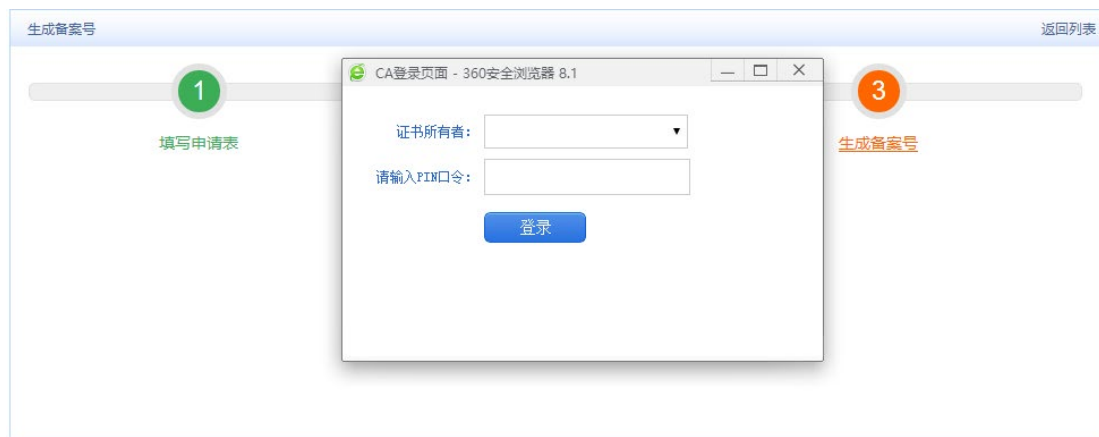 生成备案号
返回列表
CA登录页面 - 360安全浏览器 8.1
1
3
填写申请表
生成备案号
证书所有者：
请输入PIN口令：
登录